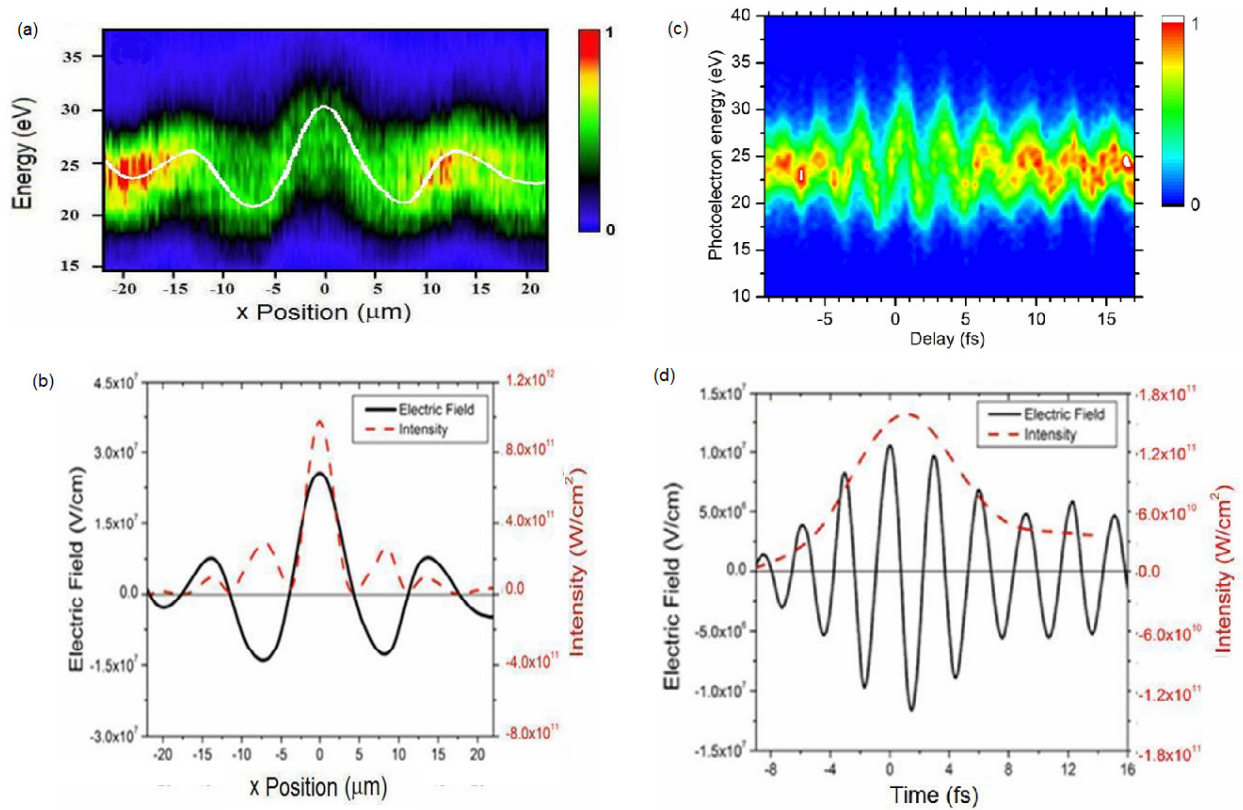 (a)
Energy (eV)
35
30
25
20
15
-20 -15 -10 -5 0 5 10 15 20
x Position (μm)
1
0
(c)
Photoelectron energy (eV)
40
35
30
25
20
15
10
-5 0 5 10 15
Delay (fs)
1
0
(b)
Electric Field (V/cm)
4.5x10⁷
3.0x10⁷
1.5x10⁷
0.0
-1.5x10⁷
-3.0x10⁷
-20 -15 -10 -5 0 5 10 15 20
x Position (μm)
Electric Field
Intensity
1.2x10¹²
8.0x10¹¹
4.0x10¹¹
0.0
-4.0x10¹¹
-8.0x10¹¹
Intensity (W/cm²)
(d)
Electric Field (V/cm)
1.5x10⁷
1.0x10⁷
5.0x10⁶
0.0
-5.0x10⁶
-1.0x10⁷
-1.5x10⁷
-8 -4 0 4 8 12 16
Time (fs)
Electric Field
Intensity
1.8x10¹¹
1.2x10¹¹
6.0x10¹⁰
0.0
-6.0x10¹⁰
-1.2x10¹¹
-1.8x10¹¹
Intensity (W/cm²)